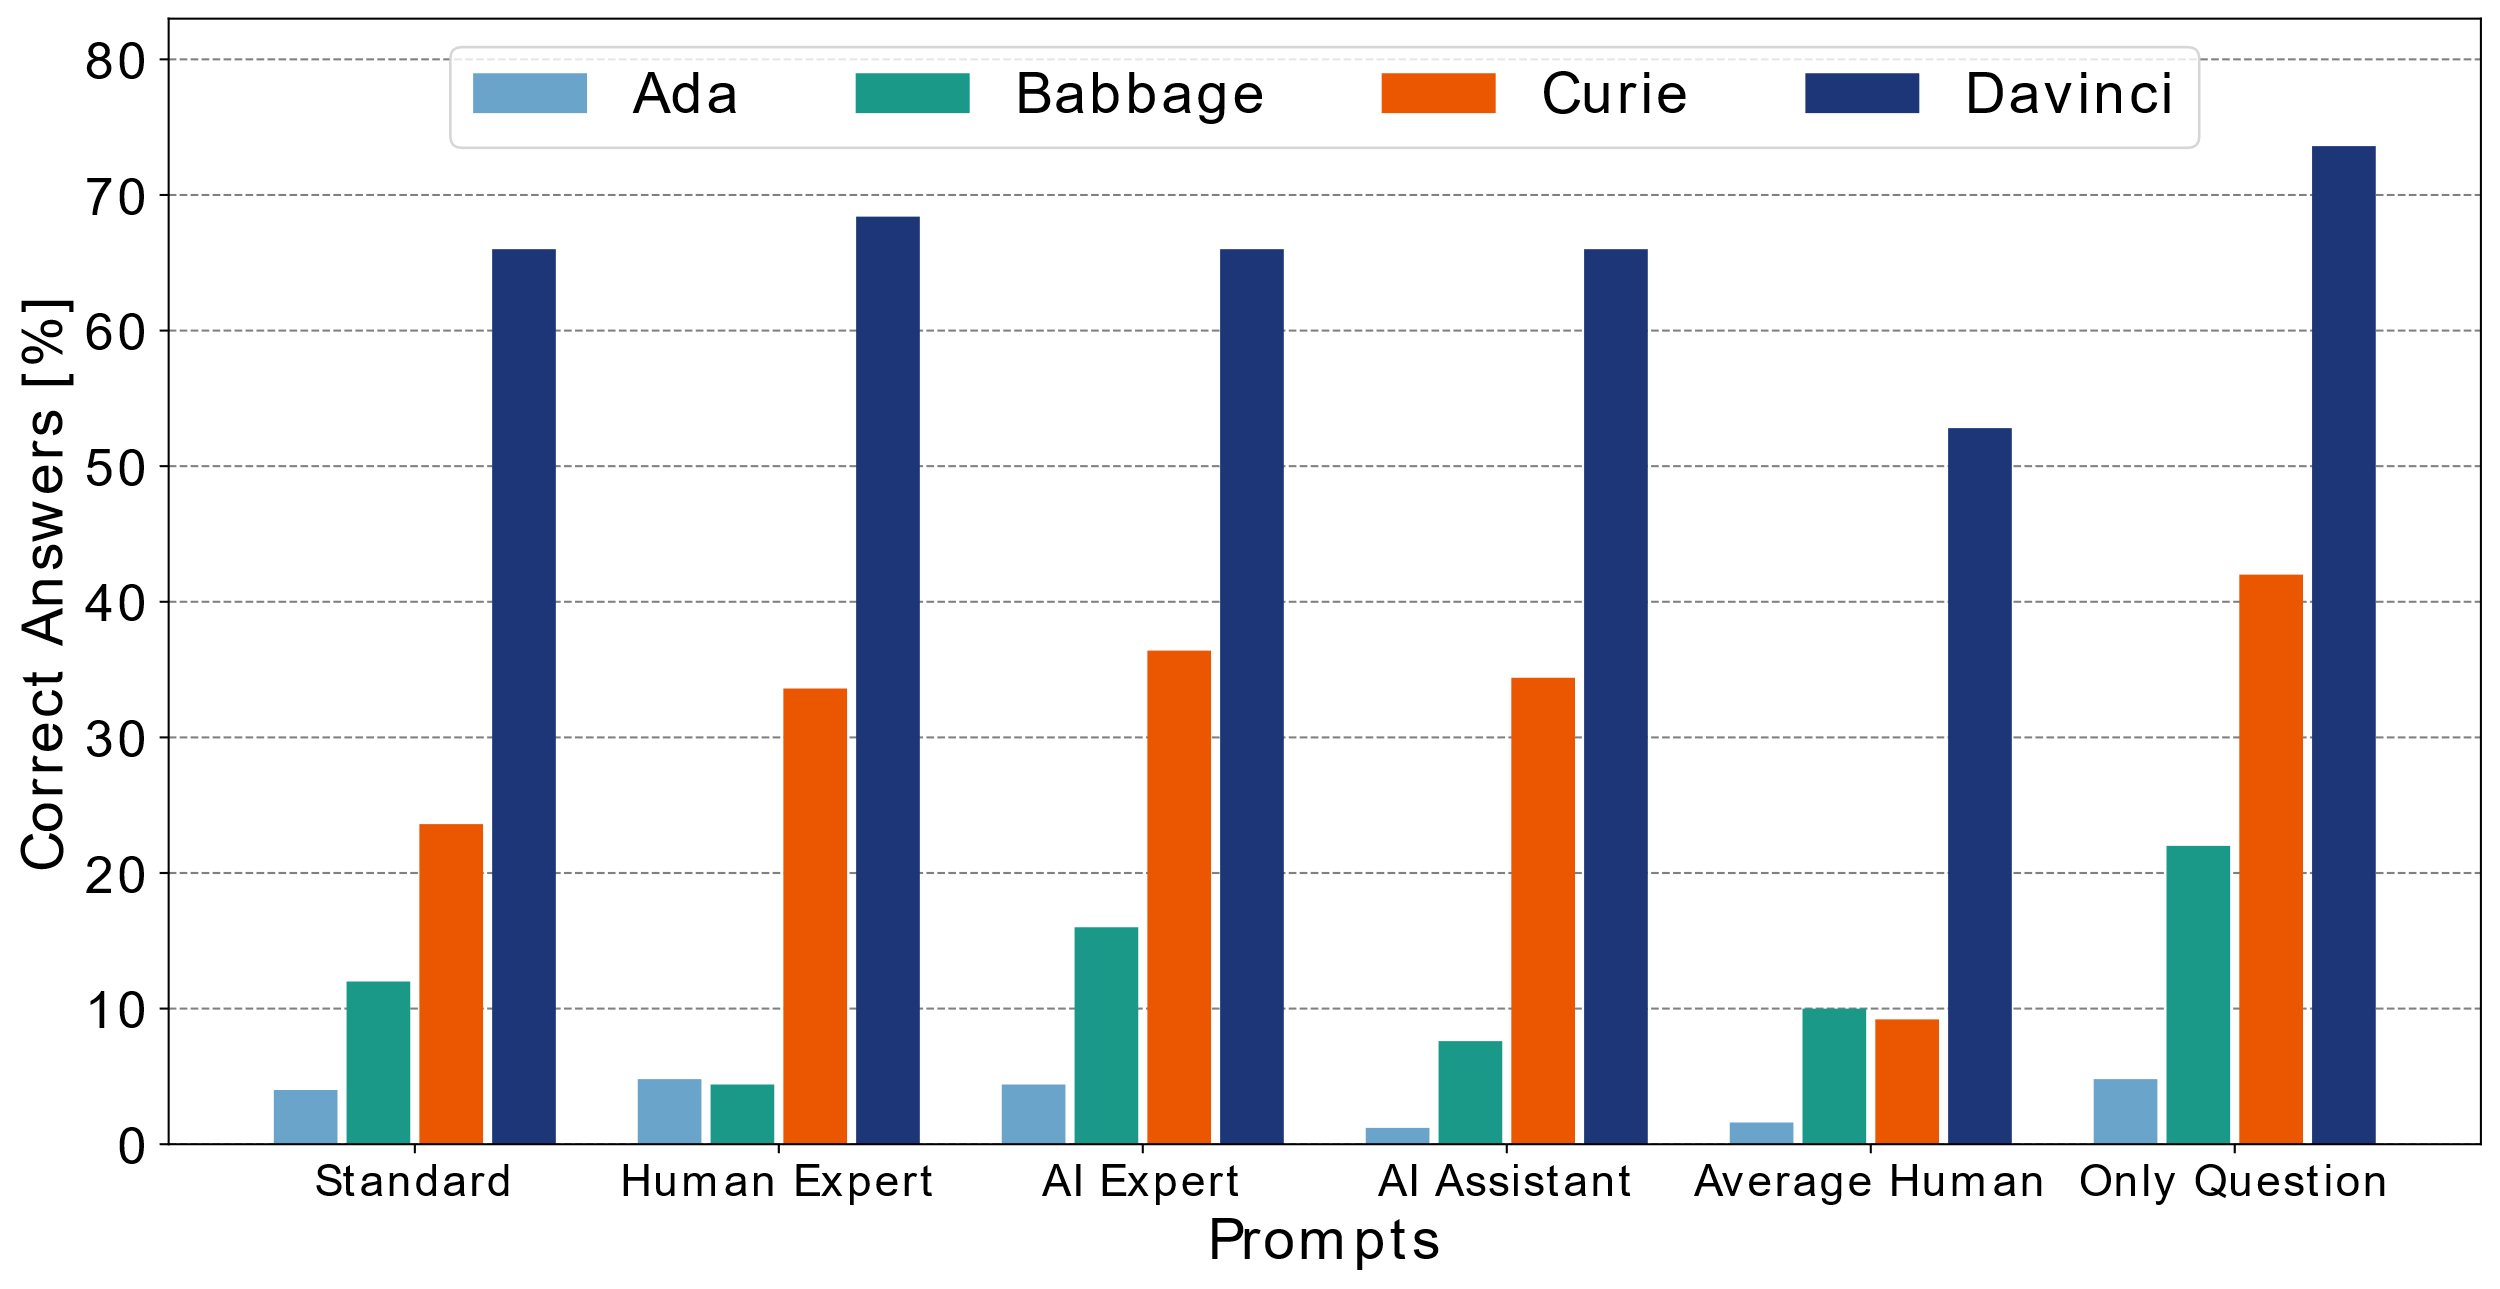 Ada Babbage Curie Davinci
Correct Answers [%]
80
70
60
50
40
30
20
10
0
Standard Human Expert AI Expert AI Assistant Average Human Only Question
Prompts